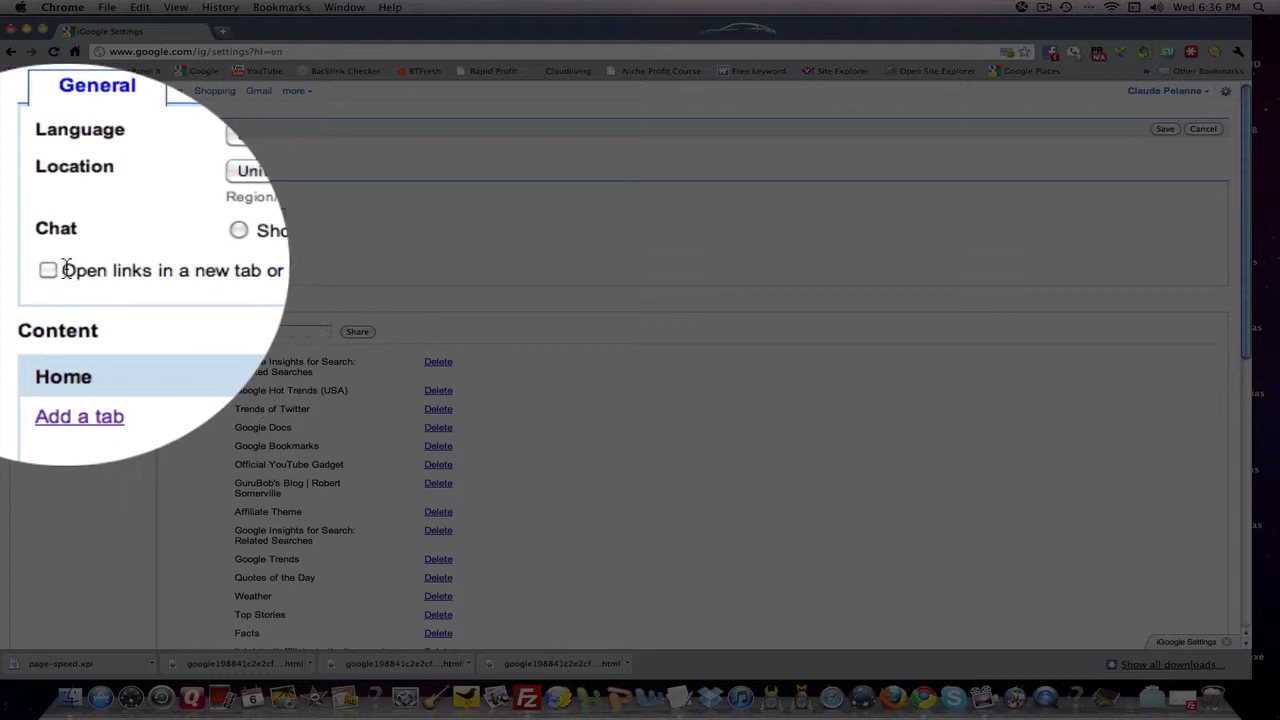 Chrome File Edit View History Bookmarks Window Help Wed 6:36 PM
iGoogle Settings
www.google.com/ig/settings?hl=en
Google YouTube Backlink Checker BTFresh Rapid Profit Cloudliving Niche Profit Course Free keyword Site Explorer Open Site Explorer Google Places » Other Bookmarks
General Shopping Gmail more Claude Pelanne
Language Save Cancel
Location Uni
Region/
Chat Sho
Open links in a new tab or
Content Share
Home
Add a tab
Google Insights for Search: Delete
Related Searches
Google Hot Trends (USA) Delete
Trends of Twitter Delete
Google Docs Delete
Google Bookmarks Delete
Official YouTube Gadget Delete
GuruBob's Blog | Robert Delete
Somerville
Affiliate Theme Delete
Google Insights for Search: Delete
Related Searches
Google Trends Delete
Quotes of the Day Delete
Weather Delete
Top Stories Delete
Facts Delete
iGoogle Settings
page-speed.xpi google198841c2e2cf....html google198841c2e2cf....html google198841c2e2cf....html Show all downloads...